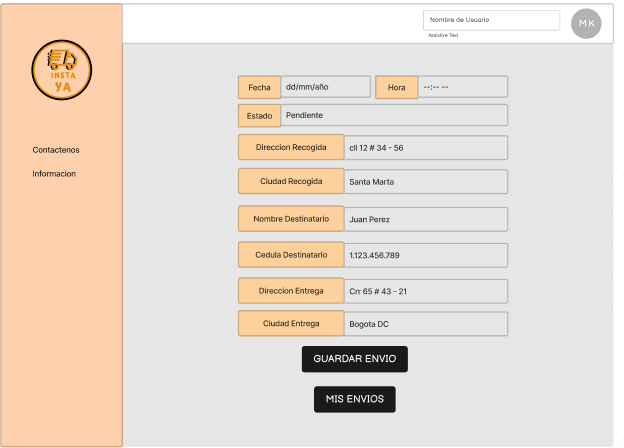 Nombre de Usuario
MK
Assistive Text
INSTA
YA
Fecha dd/mm/año Hora --:-- --
Estado Pendiente
Contactenos
Direccion Recogida cll 12 # 34 - 56
Informacion
Ciudad Recogida Santa Marta
Nombre Destinatario Juan Perez
Cedula Destinatario 1.123.456.789
Direccion Entrega Crr 65 # 43 - 21
Ciudad Entrega Bogota DC
GUARDAR ENVIO
MIS ENVIOS